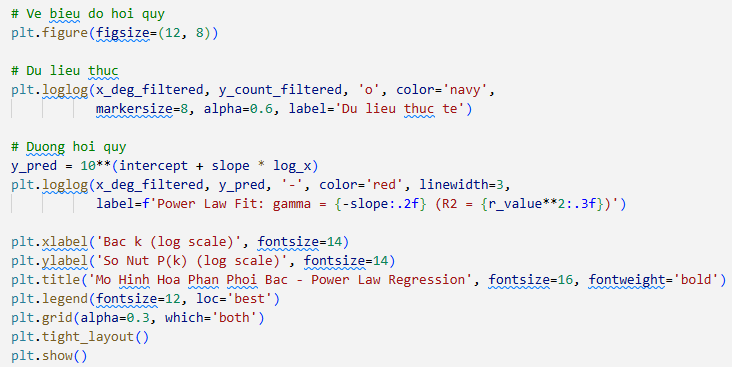 # Ve bieu do hoi quy
plt.figure(figsize=(12, 8))
# Du lieu thuc
plt.loglog(x_deg_filtered, y_count_filtered, 'o', color='navy',
markersize=8, alpha=0.6, label='Du lieu thuc te')
# Duong hoi quy
y_pred = 10**(intercept + slope * log_x)
plt.loglog(x_deg_filtered, y_pred, '-', color='red', linewidth=3,
label=f'Power Law Fit: gamma = {-slope:.2f} (R2 = {r_value**2:.3f})')
plt.xlabel('Bac k (log scale)', fontsize=14)
plt.ylabel('So Nut P(k) (log scale)', fontsize=14)
plt.title('Mo Hinh Hoa Phan Phoi Bac - Power Law Regression', fontsize=16, fontweight='bold')
plt.legend(fontsize=12, loc='best')
plt.grid(alpha=0.3, which='both')
plt.tight_layout()
plt.show()